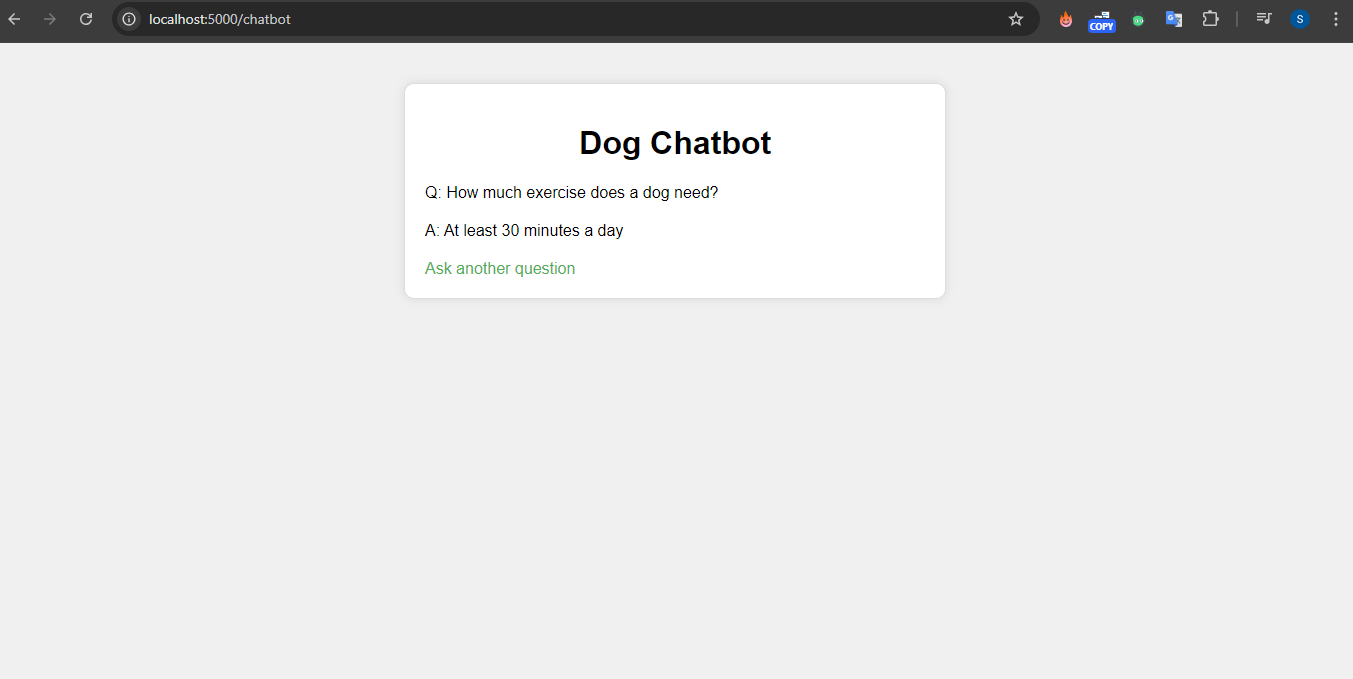 localhost:5000/chatbot
COPY
G
S
Dog Chatbot
Q: How much exercise does a dog need?
A: At least 30 minutes a day
Ask another question